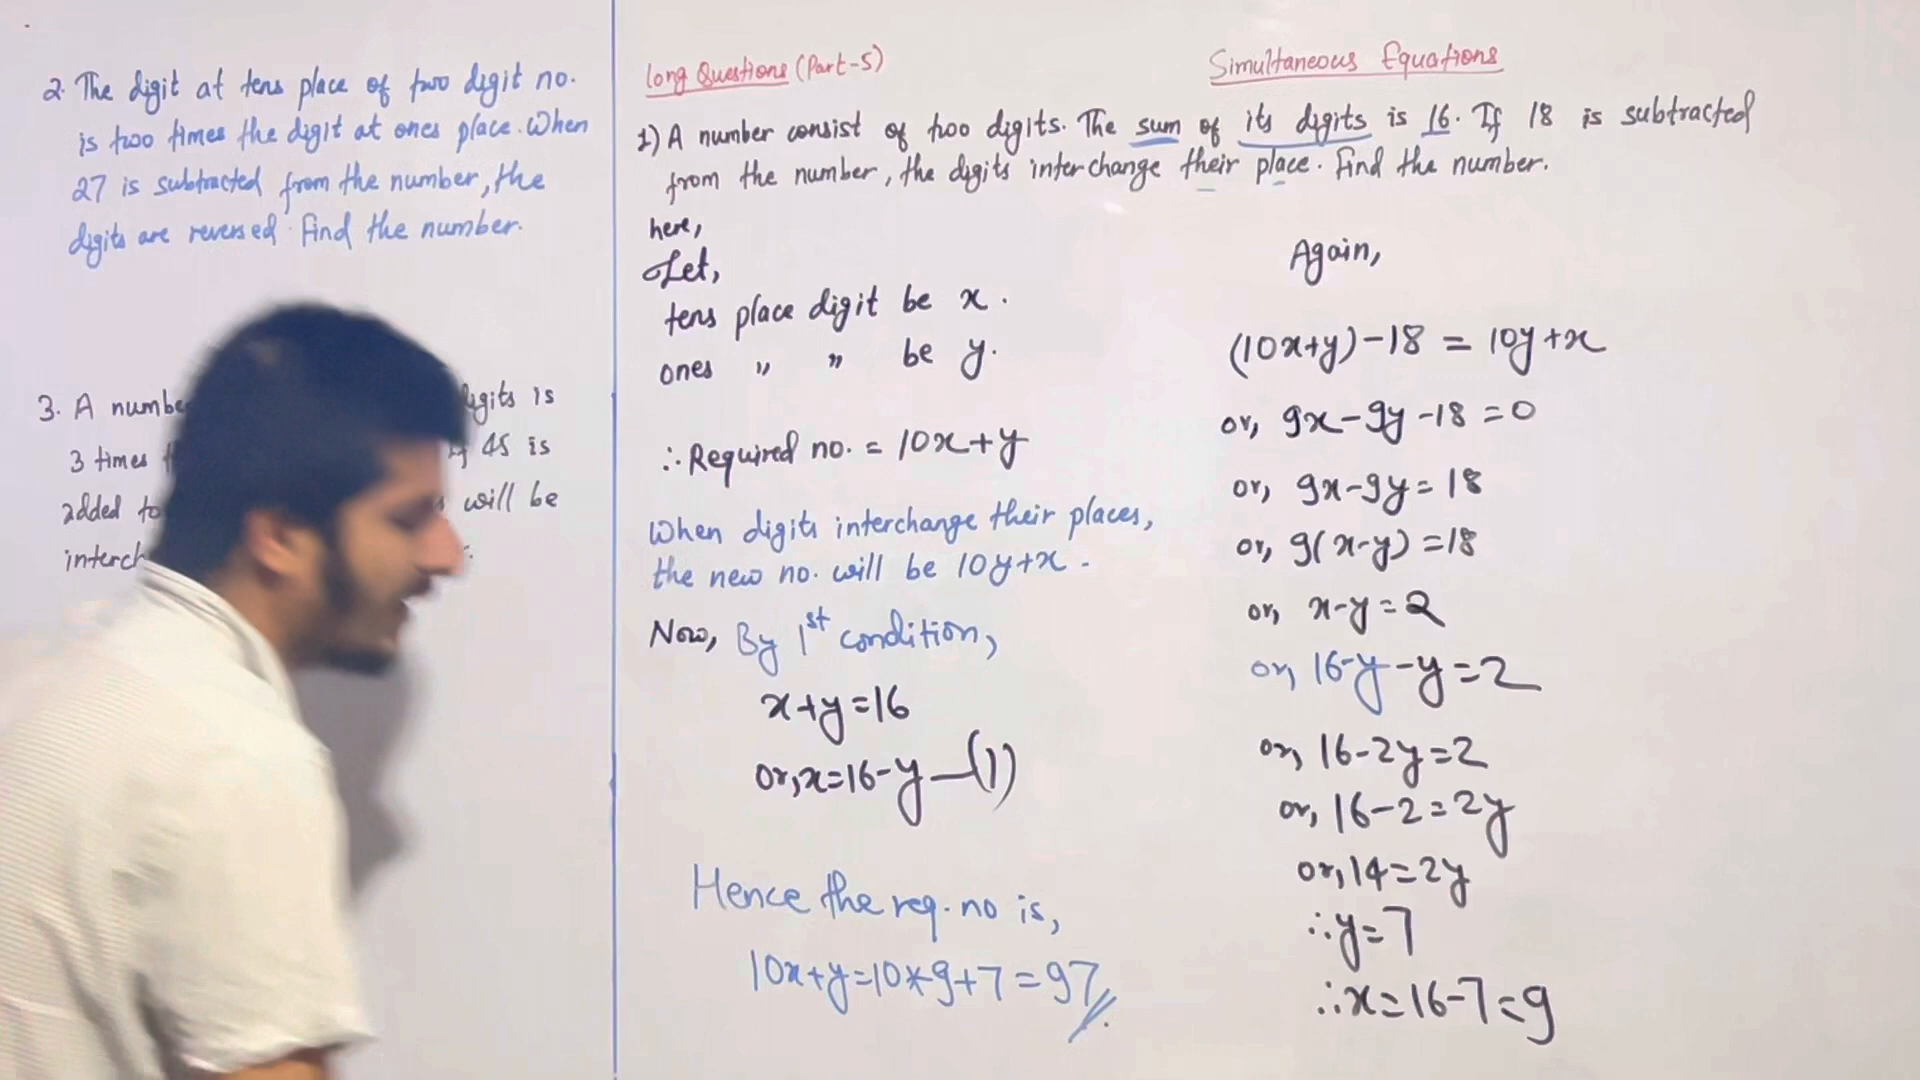 2. The digit at tens place of two digit no.
is two times the digit at ones place. When
27 is subtracted from the number, the
digits are reversed. Find the number.
3. A numbe digits is
3 times 45 is
added to will be
interch
Long Questions (Part-5)
Simultaneous Equations
1) A number consist of two digits. The sum of its digits is 16. If 18 is subtracted
from the number, the digits interchange their place. Find the number.
here,
Let,
tens place digit be x.
ones " " be y.
∴ Required no. = 10x+y
When digits interchange their places,
the new no. will be 10y+x.
Now, By 1st condition,
x+y=16
or, x=16-y—(1)
Hence the req. no is,
10x+y=10*9+7=97//.
Again,
(10x+y)-18 = 10y+x
or, 9x-9y-18=0
or, 9x-9y=18
or, 9(x-y)=18
or, x-y=2
or, 16-y-y=2
or, 16-2y=2
or, 16-2=2y
or, 14=2y
∴y=7
∴x=16-7=9